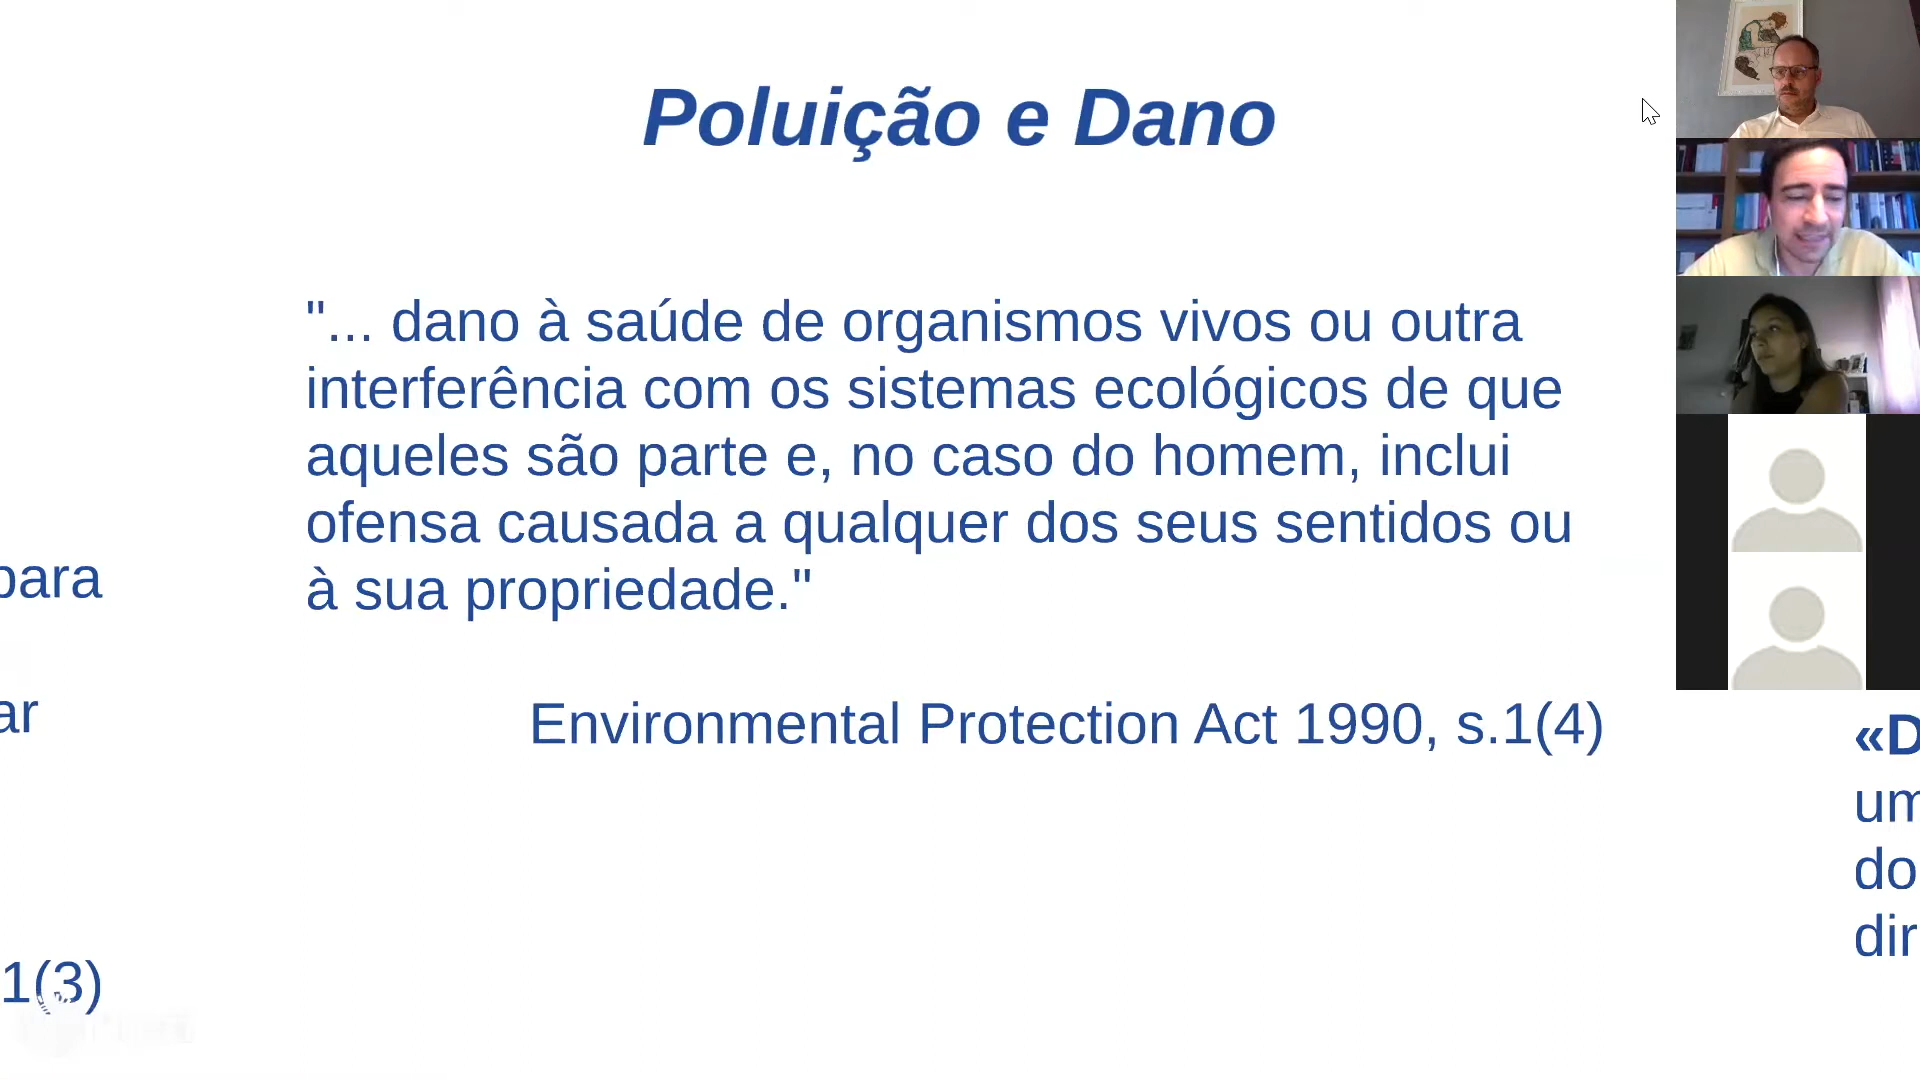 Poluição e Dano
"... dano à saúde de organismos vivos ou outra
interferência com os sistemas ecológicos de que
aqueles são parte e, no caso do homem, inclui
ofensa causada a qualquer dos seus sentidos ou
à sua propriedade."
Environmental Protection Act 1990, s.1(4)
para
ar
1(3)
«D
um
do
dir